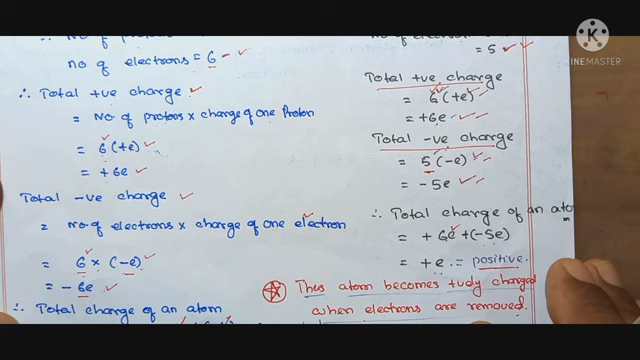 no of electrons = 6
∴ Total +ve charge
= No of protons x charge of one Proton
= 6 (+e)
= +6e
Total -ve charge
= no of electrons x charge of one electron
= 6 x (-e)
= - 6e
∴ Total charge of an atom
= 5
Total +ve charge
= 6 (+e)
= +6e
Total -ve charge
= 5 (-e)
= - 5e
∴ Total charge of an atom
= + 6e + (-5e)
= +e = positive.
Thus atom becomes +vely charged
when electrons are removed.
KINEMASTER